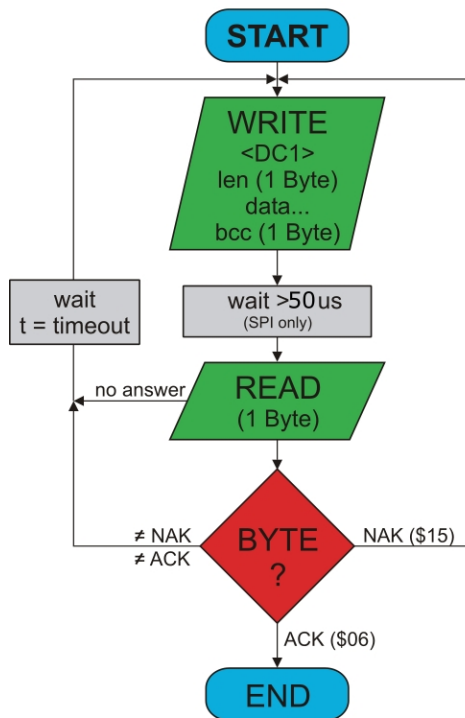 START
WRITE
<DC1>
len (1 Byte)
data...
bcc (1 Byte)
wait
t = timeout
wait >50us
(SPI only)
no answer
READ
(1 Byte)
≠ NAK
≠ ACK
BYTE
?
NAK ($15)
ACK ($06)
END